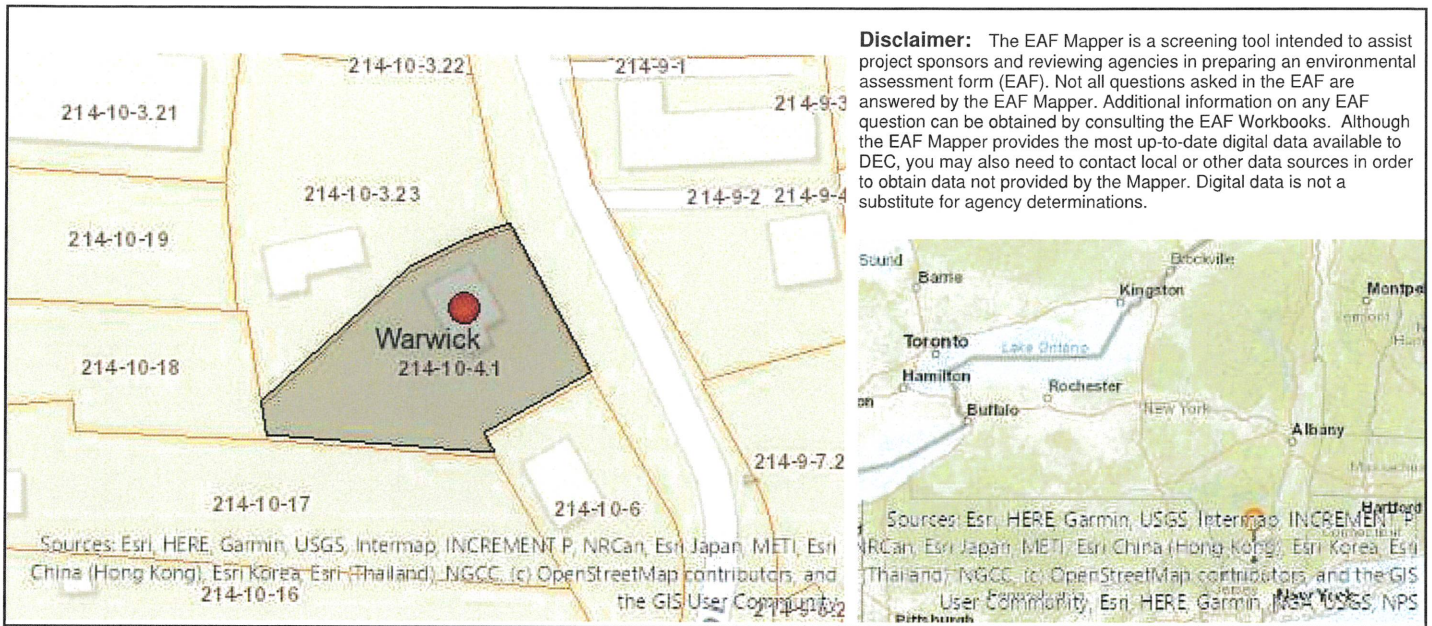 214-10-3.22
214-9-1
214-10-3.21
214-9-3
214-10-3.23
214-9-2 214-9-4
214-10-19
Warwick
214-10-18
214-10-4.1
214-9-7.2
214-10-17
214-10-6
Sources: Esri, HERE, Garmin, USGS, Intermap, INCREMENT P, NRCan, Esri Japan, METI, Esri
China (Hong Kong), Esri Korea, Esri (Thailand), NGCC, (c) OpenStreetMap contributors, and
the GIS User Community
214-10-16
Disclaimer: The EAF Mapper is a screening tool intended to assist
project sponsors and reviewing agencies in preparing an environmental
assessment form (EAF). Not all questions asked in the EAF are
answered by the EAF Mapper. Additional information on any EAF
question can be obtained by consulting the EAF Workbooks. Although
the EAF Mapper provides the most up-to-date digital data available to
DEC, you may also need to contact local or other data sources in order
to obtain data not provided by the Mapper. Digital data is not a
substitute for agency determinations.
Sound
Barrie
Brockville
Kingston
Montpe
Toronto
Lake Ontario
Hamilton
Rochester
Buffalo
New York
Albany
Hartford
Sources: Esri, HERE, Garmin, USGS, Intermap, INCREMENT P,
NRCan, Esri Japan, METI, Esri China (Hong Kong), Esri Korea, Esri
(Thailand), NGCC, (c) OpenStreetMap contributors, and the GIS
User Community, Esri, HERE, Garmin, NGA, USGS, NPS
New York
Pittsburgh